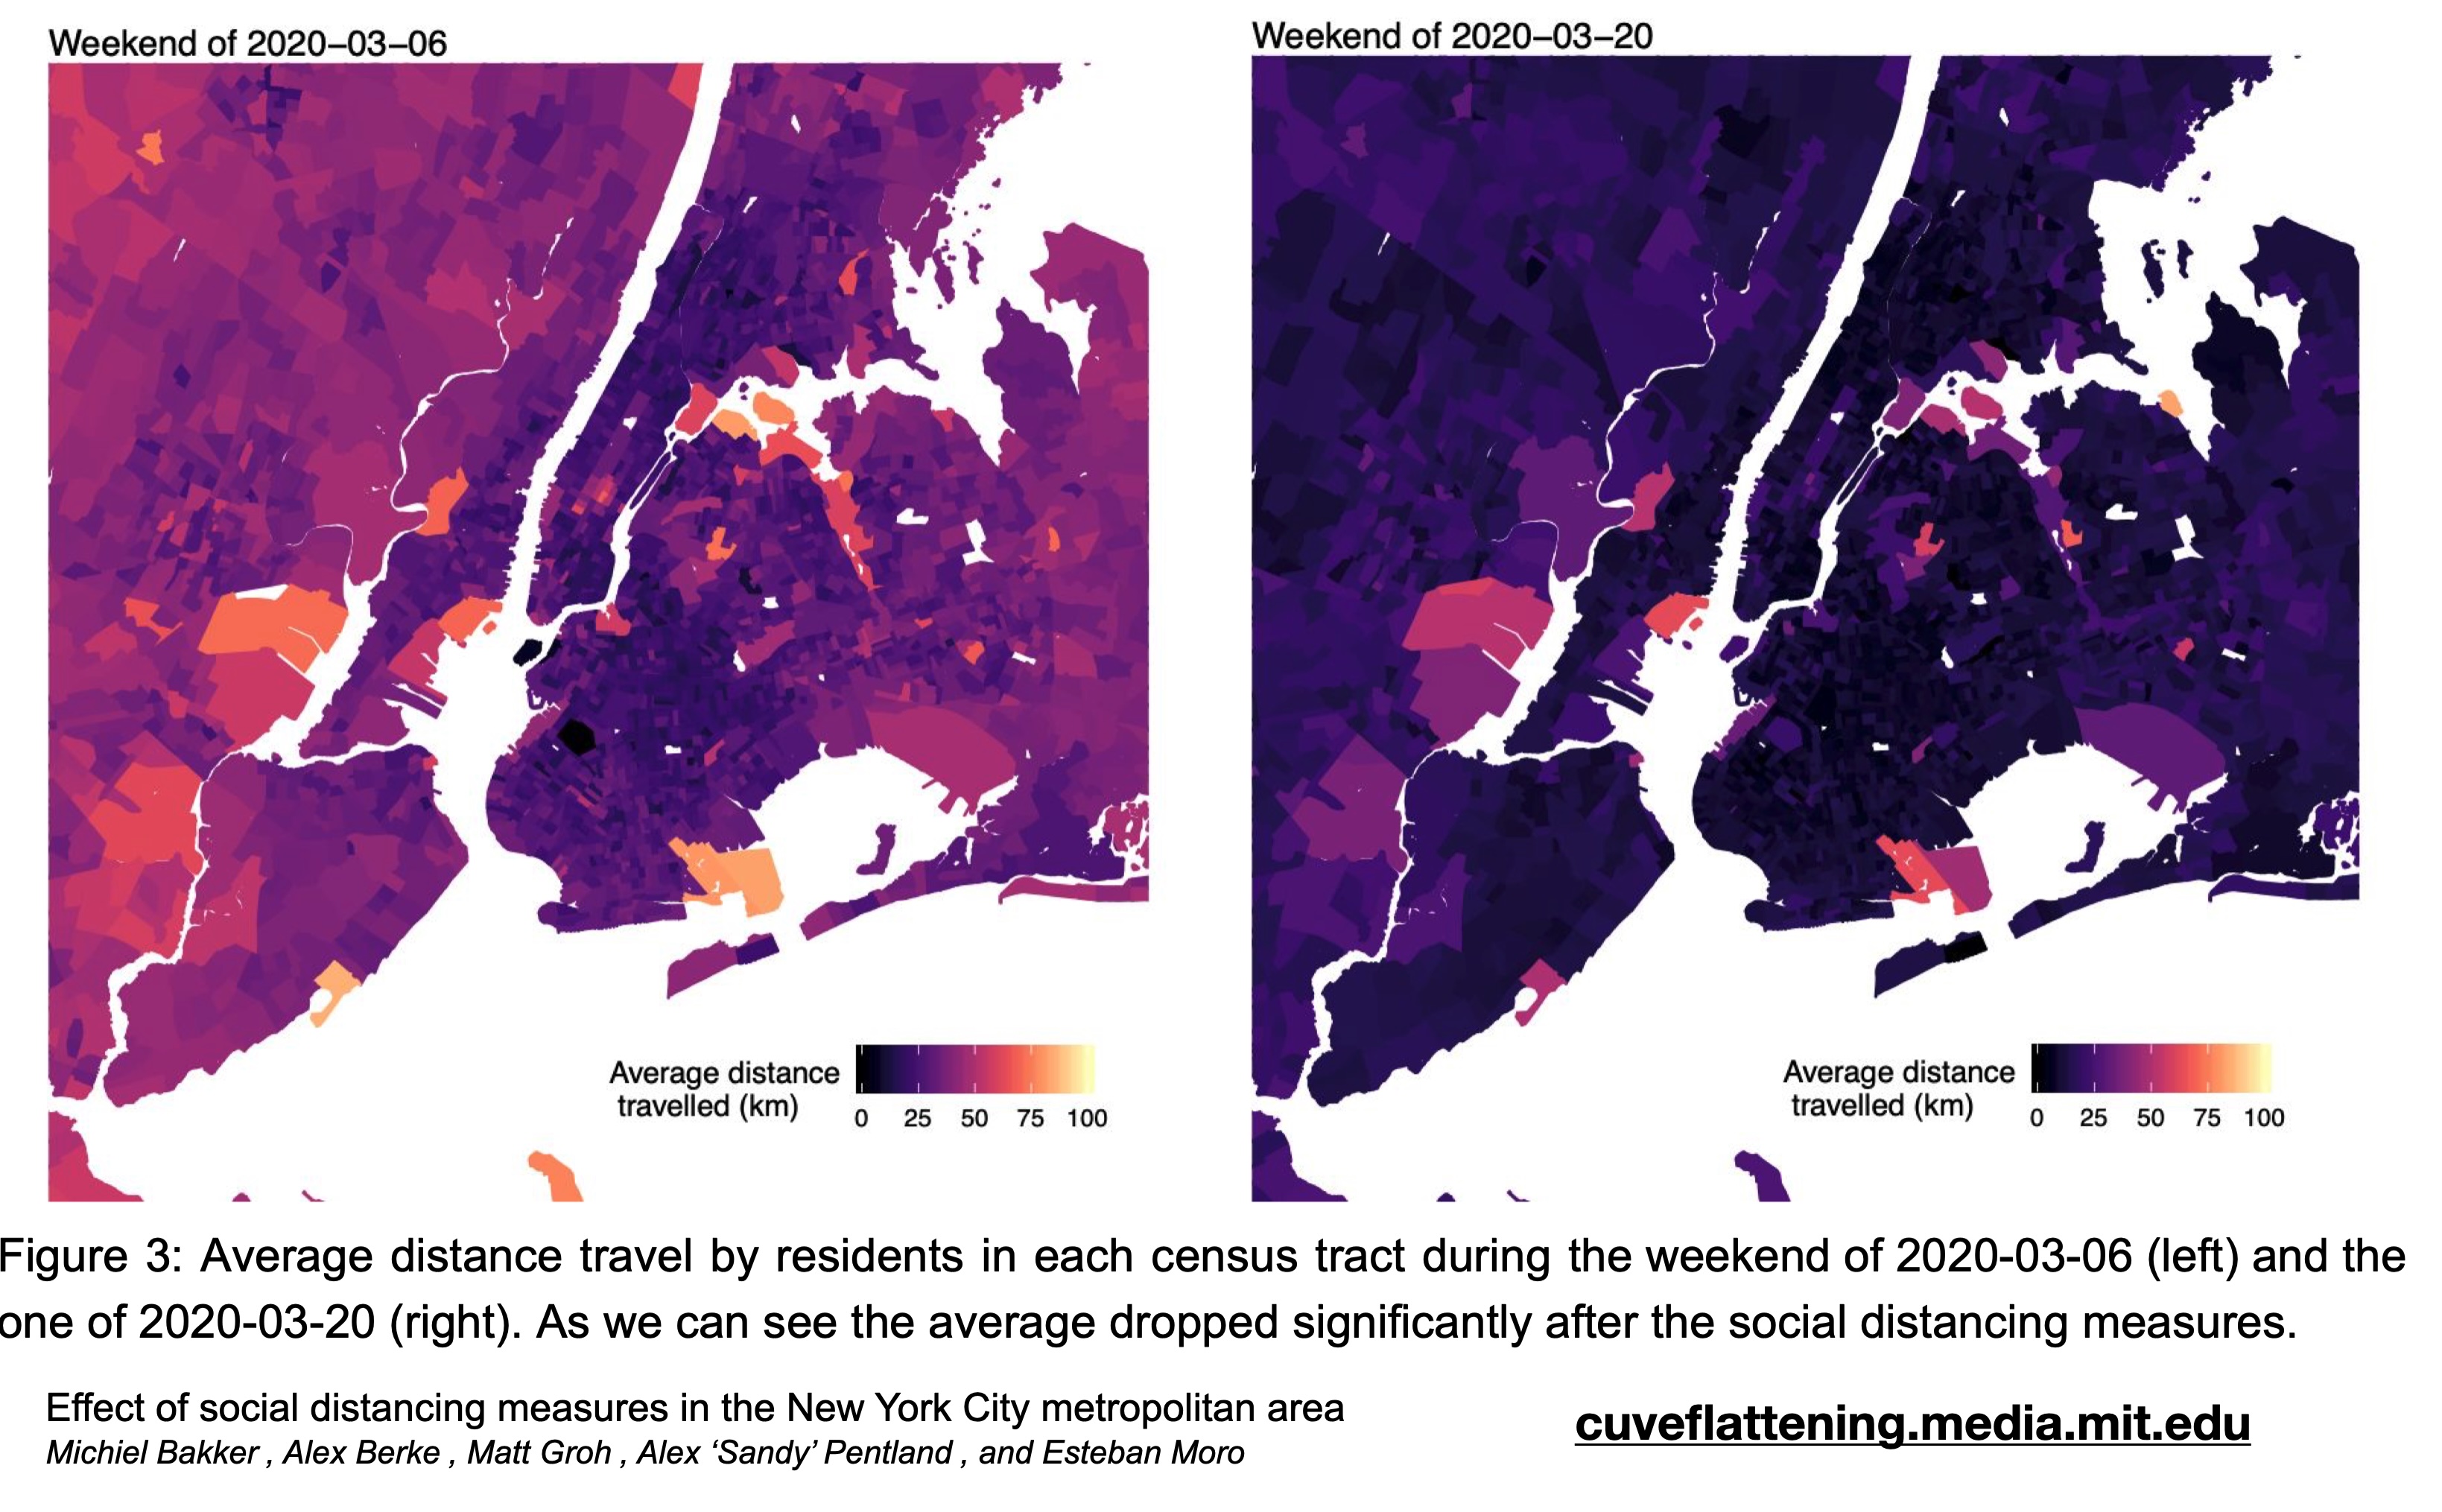 Weekend of 2020–03–06
Weekend of 2020–03–20
Average distance
travelled (km)
0 25 50 75 100
Average distance
travelled (km)
0 25 50 75 100
Figure 3: Average distance travel by residents in each census tract during the weekend of 2020-03-06 (left) and the
one of 2020-03-20 (right). As we can see the average dropped significantly after the social distancing measures.
Effect of social distancing measures in the New York City metropolitan area
Michiel Bakker , Alex Berke , Matt Groh , Alex ‘Sandy’ Pentland , and Esteban Moro
cuveflattening.media.mit.edu